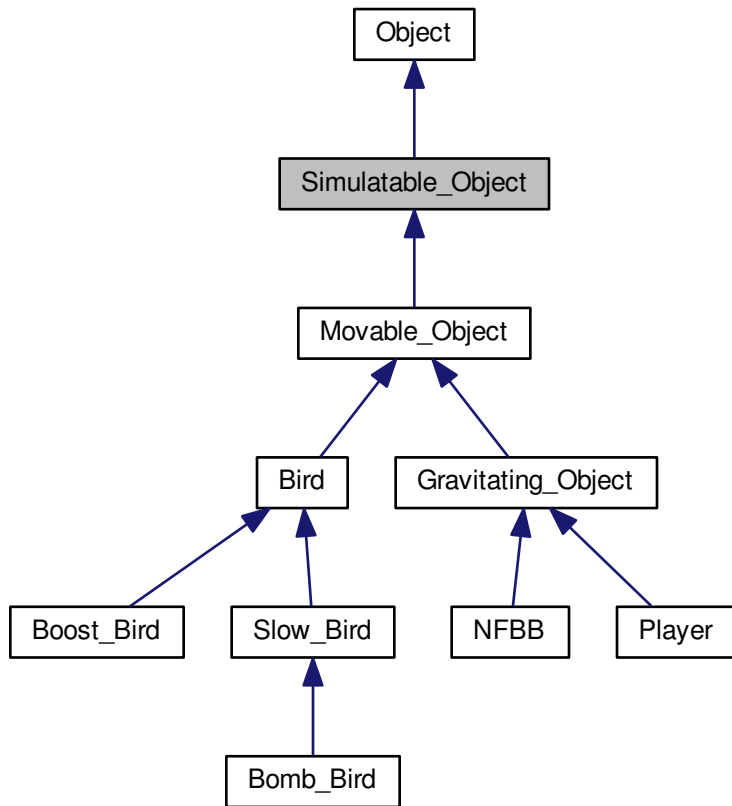 Object
Simulatable_Object
Movable_Object
Bird
Gravitating_Object
Boost_Bird
Slow_Bird
NFBB
Player
Bomb_Bird